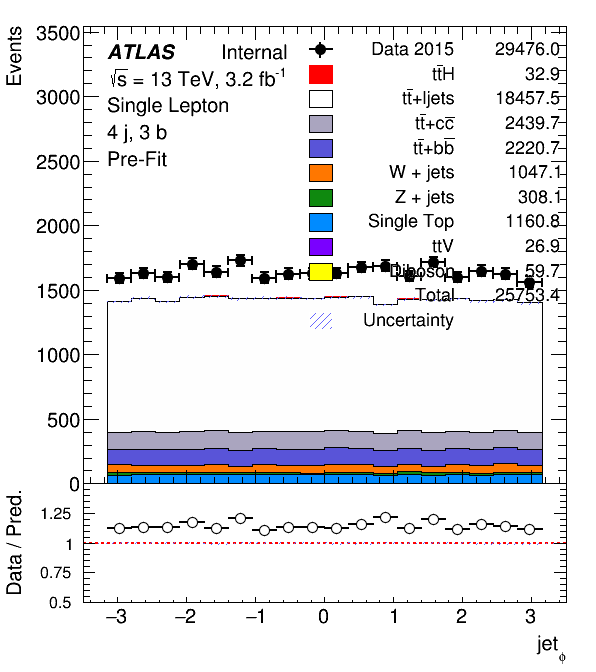 Events
3500
3000
2500
2000
1500
1000
500
0
ATLAS Internal
√s = 13 TeV, 3.2 fb⁻¹
Single Lepton
4 j, 3 b
Pre-Fit
Data 2015 29476.0
tt̄H 32.9
tt̄+ljets 18457.5
tt̄+cc̄ 2439.7
tt̄+bb̄ 2220.7
W + jets 1047.1
Z + jets 308.1
Single Top 1160.8
ttV 26.9
Diboson 59.7
Total 25753.4
Uncertainty
Data / Pred.
1.25
1
0.75
0.5
−3 −2 −1 0 1 2 3
jet_ϕ